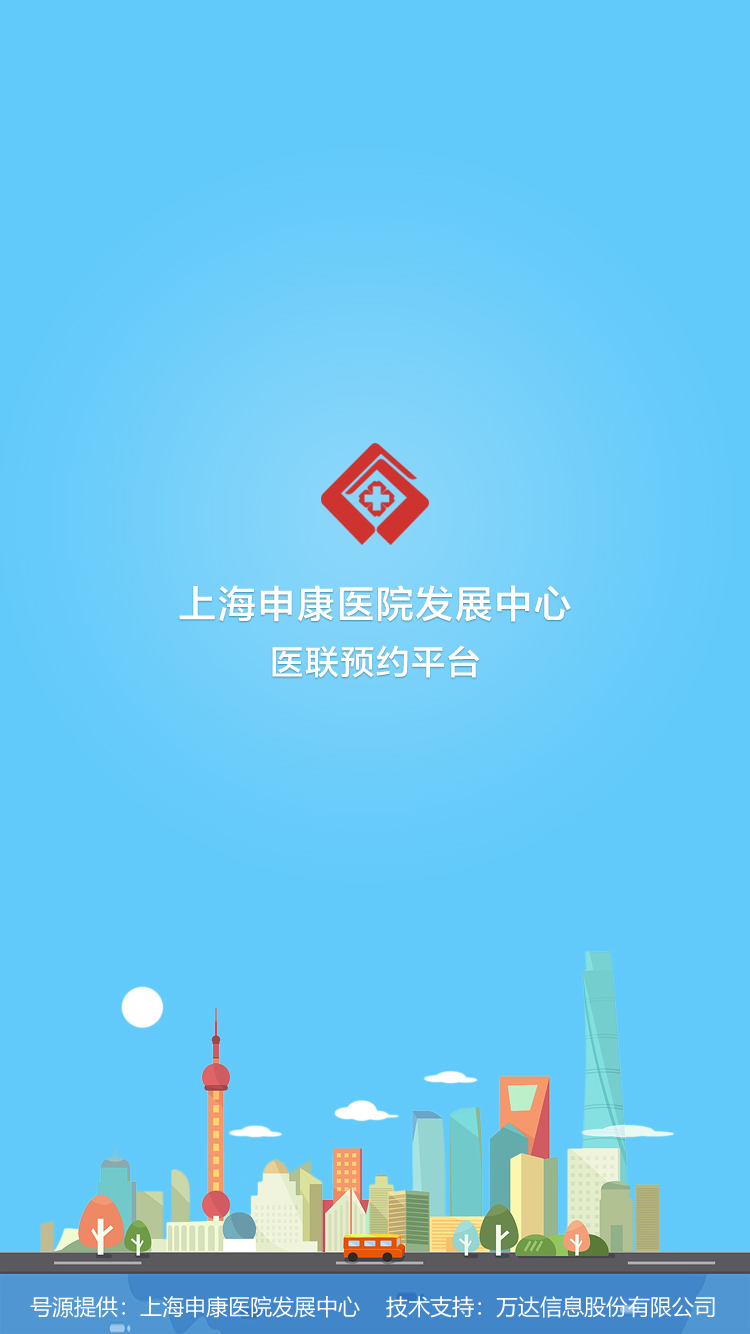 上海申康医院发展中心
医联预约平台
号源提供：上海申康医院发展中心 技术支持：万达信息股份有限公司